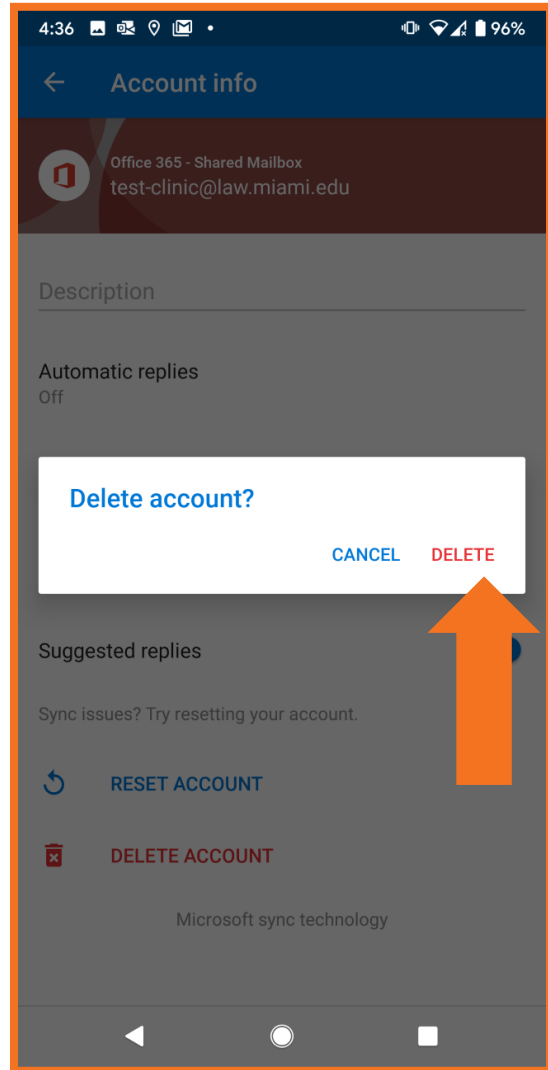 4:36
96%
Account info
Office 365 - Shared Mailbox
test-clinic@law.miami.edu
Description
Automatic replies
Off
Delete account?
CANCEL DELETE
Suggested replies
Sync issues? Try resetting your account.
RESET ACCOUNT
DELETE ACCOUNT
Microsoft sync technology